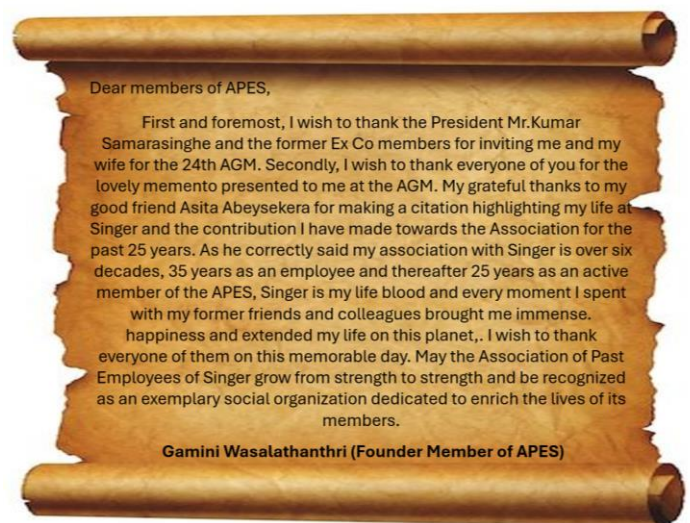 Dear members of APES,
First and foremost, I wish to thank the President Mr.Kumar
Samarasinghe and the former Ex Co members for inviting me and my
wife for the 24th AGM. Secondly, I wish to thank everyone of you for the
lovely memento presented to me at the AGM. My grateful thanks to my
good friend Asita Abeysekera for making a citation highlighting my life at
Singer and the contribution I have made towards the Association for the
past 25 years. As he correctly said my association with Singer is over six
decades, 35 years as an employee and thereafter 25 years as an active
member of the APES, Singer is my life blood and every moment I spent
with my former friends and colleagues brought me immense.
happiness and extended my life on this planet,. I wish to thank
everyone of them on this memorable day. May the Association of Past
Employees of Singer grow from strength to strength and be recognized
as an exemplary social organization dedicated to enrich the lives of its
members.
Gamini Wasalathanthri (Founder Member of APES)